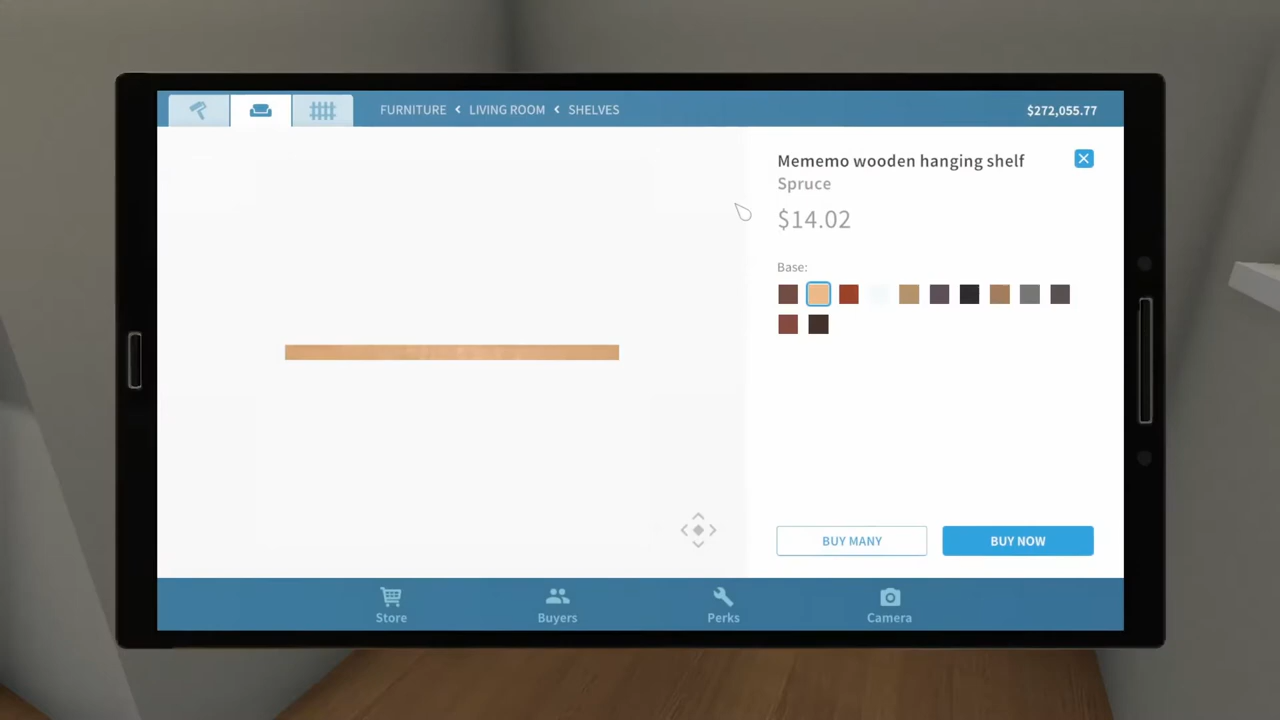 FURNITURE < LIVING ROOM < SHELVES
$272,055.77
Mememo wooden hanging shelf
Spruce
$14.02
Base:
BUY MANY
BUY NOW
Store
Buyers
Perks
Camera